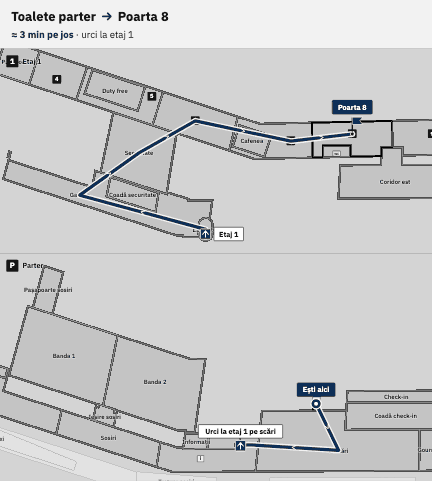 Toalete parter → Poarta 8
≈ 3 min pe jos · urci la etaj 1
1 Etaj 1
4
Duty free
5
Poarta 8
Cafenea
Coridor est
Coadă securitate
Etaj 1
P Parter
Pașapoarte sosiri
Banda 1
Banda 2
Ești aici
Check-in
Coadă check-in
Urci la etaj 1 pe scări
Sosiri
Informații